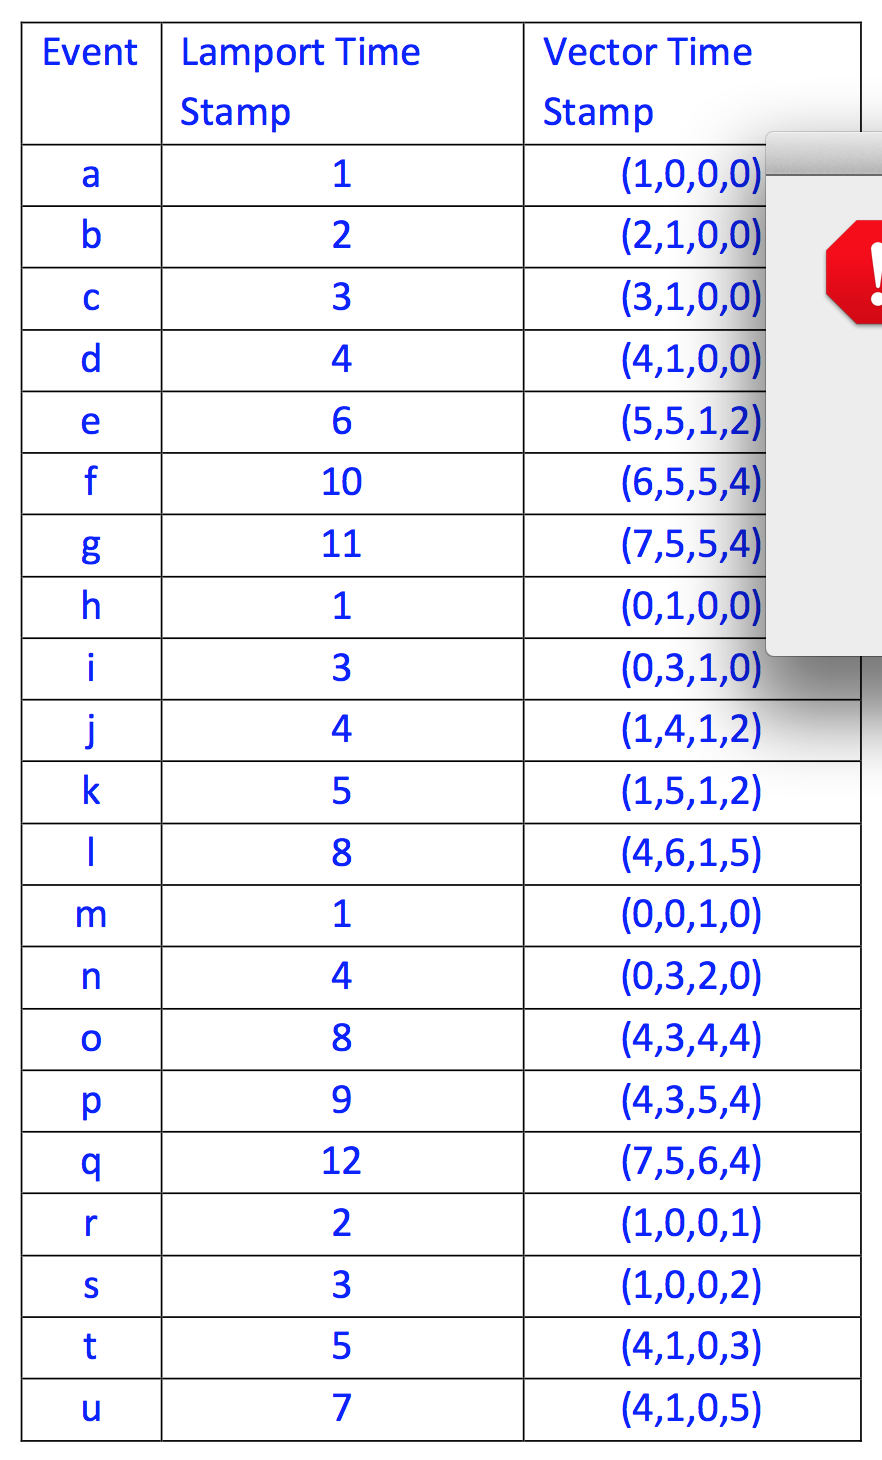 Event Lamport Time Stamp Vector Time Stamp
a 1 (1,0,0,0)
b 2 (2,1,0,0)
c 3 (3,1,0,0)
d 4 (4,1,0,0)
e 6 (5,5,1,2)
f 10 (6,5,5,4)
g 11 (7,5,5,4)
h 1 (0,1,0,0)
i 3 (0,3,1,0)
j 4 (1,4,1,2)
k 5 (1,5,1,2)
l 8 (4,6,1,5)
m 1 (0,0,1,0)
n 4 (0,3,2,0)
o 8 (4,3,4,4)
p 9 (4,3,5,4)
q 12 (7,5,6,4)
r 2 (1,0,0,1)
s 3 (1,0,0,2)
t 5 (4,1,0,3)
u 7 (4,1,0,5)
!